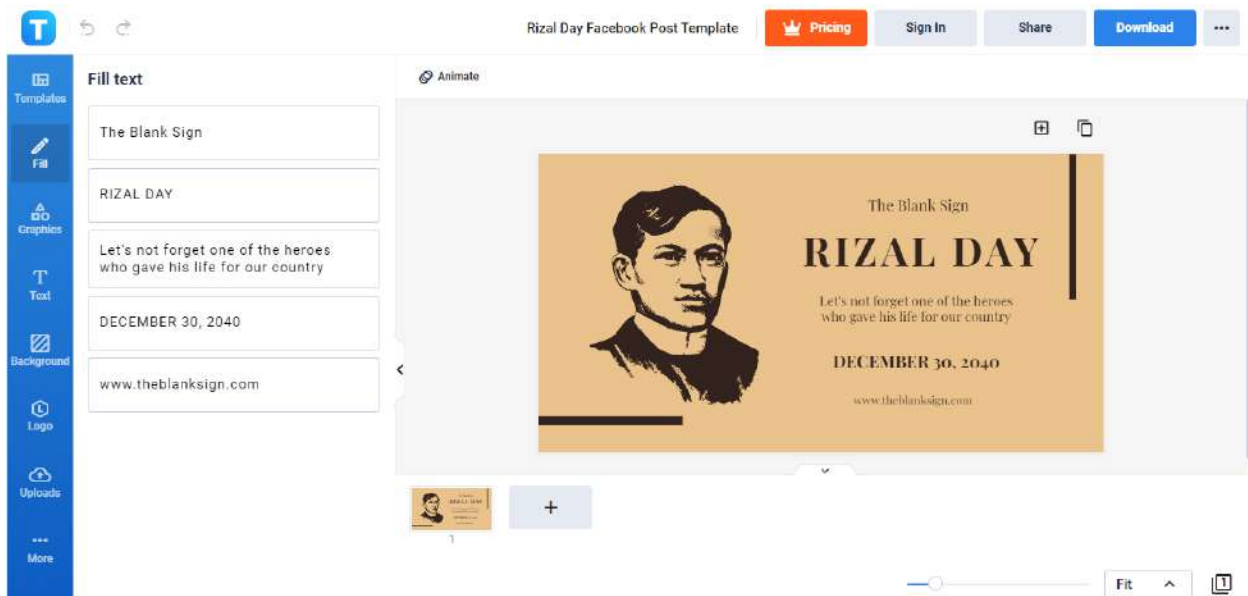 T
Rizal Day Facebook Post Template
Pricing
Sign In
Share
Download
Templates
Fill
Graphics
Text
Background
Logo
Uploads
More
Fill text
The Blank Sign
RIZAL DAY
Let's not forget one of the heroes
who gave his life for our country
DECEMBER 30, 2040
www.theblanksign.com
Animate
The Blank Sign
RIZAL DAY
Let's not forget one of the heroes
who gave his life for our country
DECEMBER 30, 2040
www.theblanksign.com
1
Fit
1